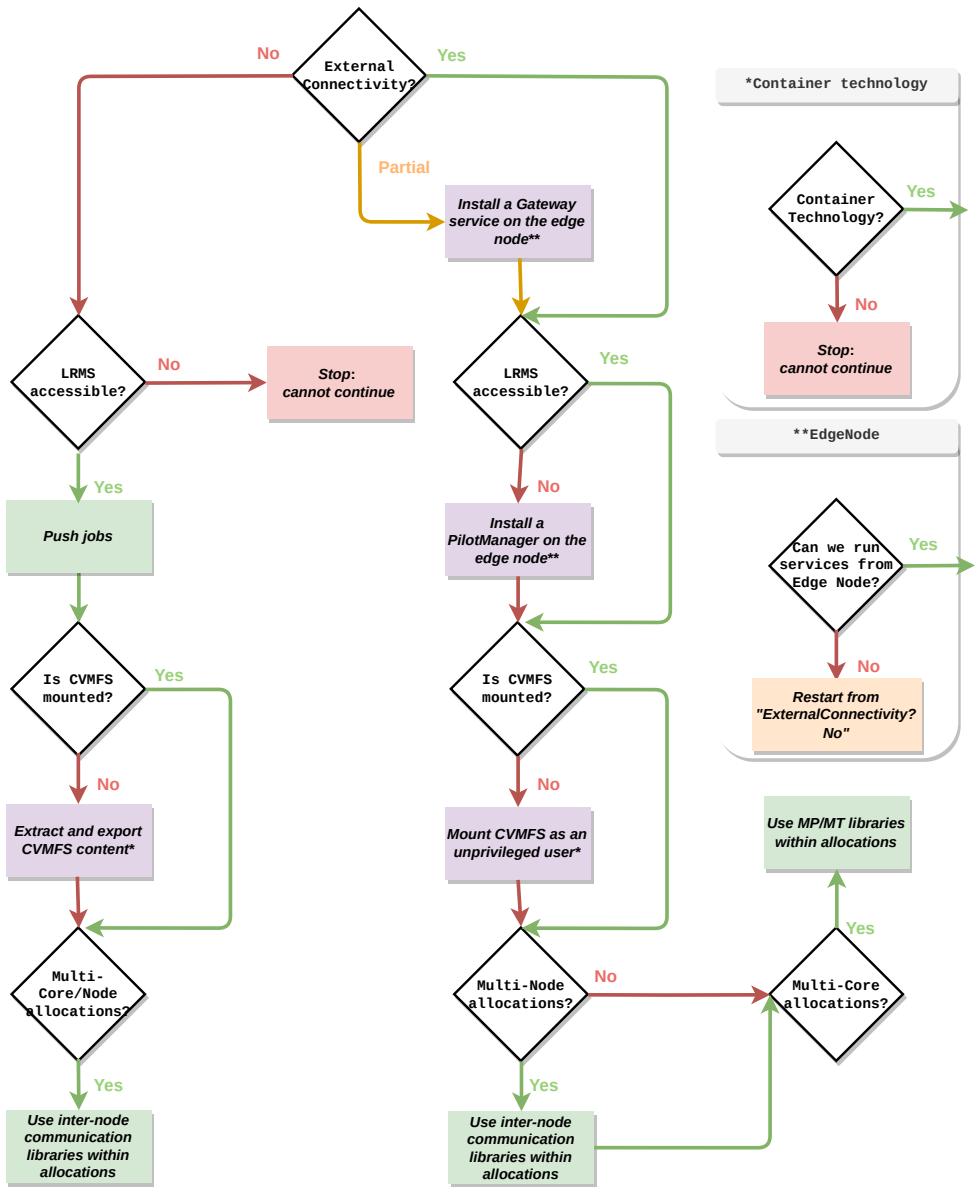 No
External
Connectivity?
Yes
Partial
Install a Gateway
service on the edge
node**
LRMS
accessible?
No
Stop:
cannot continue
Yes
Push jobs
Is CVMFS
mounted?
Yes
No
Extract and export
CVMFS content*
Multi-
Core/Node
allocations?
Yes
Use inter-node
communication
libraries within
allocations
LRMS
accessible?
Yes
No
Install a
PilotManager on the
edge node**
Is CVMFS
mounted?
Yes
No
Mount CVMFS as an
unprivileged user*
Multi-Node
allocations?
No
Yes
Use inter-node
communication
libraries within
allocations
Multi-Core
allocations?
Yes
Use MP/MT libraries
within allocations
*Container technology
Container
Technology?
Yes
No
Stop:
cannot continue
**EdgeNode
Can we run
services from
Edge Node?
Yes
No
Restart from
"ExternalConnectivity?
No"